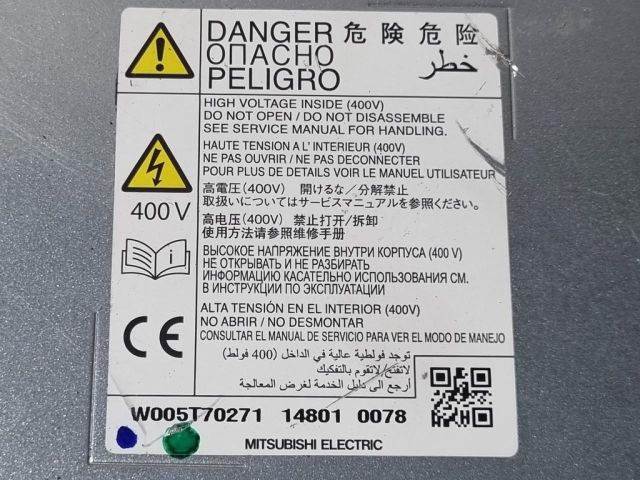 DANGER 危険 危险
ОПАСНО خطر
PELIGRO
HIGH VOLTAGE INSIDE (400V)
DO NOT OPEN / DO NOT DISASSEMBLE
SEE SERVICE MANUAL FOR HANDLING.
HAUTE TENSION A L' INTERIEUR (400V)
NE PAS OUVRIR / NE PAS DECONNECTER
POUR PLUS DE DETAILS VOIR LE MANUEL UTILISATEUR
400 V
高電圧(400V) 開けるな/分解禁止
取扱いについてはサービスマニュアルを参照ください。
高电压(400V) 禁止打开/拆卸
使用方法请参照维修手册
ВЫСОКОЕ НАПРЯЖЕНИЕ ВНУТРИ КОРПУСА (400 V)
НЕ ОТКРЫВАТЬ И НЕ РАЗБИРАТЬ
ИНФОРМАЦИЮ КАСАТЕЛЬНО ИСПОЛЬЗОВАНИЯ СМ.
В ИНСТРУКЦИИ ПО ЭКСПЛУАТАЦИИ
ALTA TENSIÓN EN EL INTERIOR (400V)
NO ABRIR / NO DESMONTAR
CONSULTAR EL MANUAL DE SERVICIO PARA VER EL MODO DE MANEJO
CE
توجد فولطية عالية في الداخل (400 فولط)
لاتفتح/لاتقوم بالتفكيك
أرجع إلى دليل الخدمة لغرض المعالجة
W005T70271 14801 0078
MITSUBISHI ELECTRIC